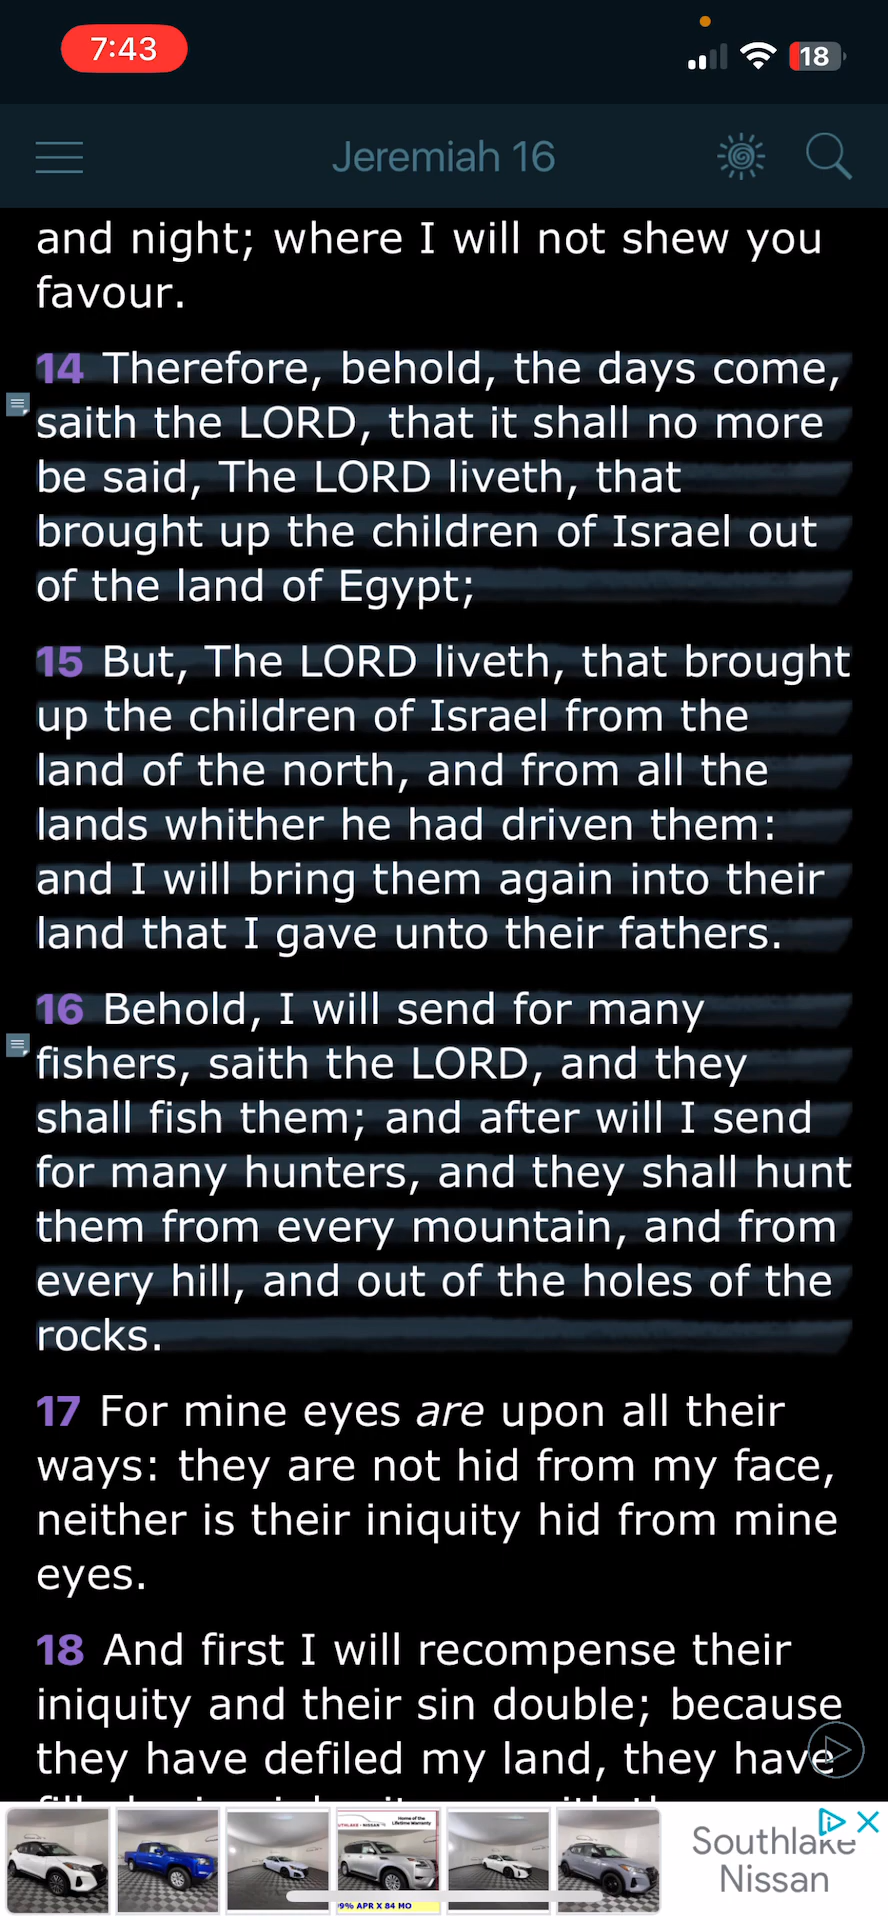 7:43
18
Jeremiah 16
and night; where I will not shew you
favour.
14 Therefore, behold, the days come,
saith the LORD, that it shall no more
be said, The LORD liveth, that
brought up the children of Israel out
of the land of Egypt;
15 But, The LORD liveth, that brought
up the children of Israel from the
land of the north, and from all the
lands whither he had driven them:
and I will bring them again into their
land that I gave unto their fathers.
16 Behold, I will send for many
fishers, saith the LORD, and they
shall fish them; and after will I send
for many hunters, and they shall hunt
them from every mountain, and from
every hill, and out of the holes of the
rocks.
17 For mine eyes are upon all their
ways: they are not hid from my face,
neither is their iniquity hid from mine
eyes.
18 And first I will recompense their
iniquity and their sin double; because
they have defiled my land, they have
Home of the
Lifetime Warranty
9% APR X 84 MO
Southlake
Nissan